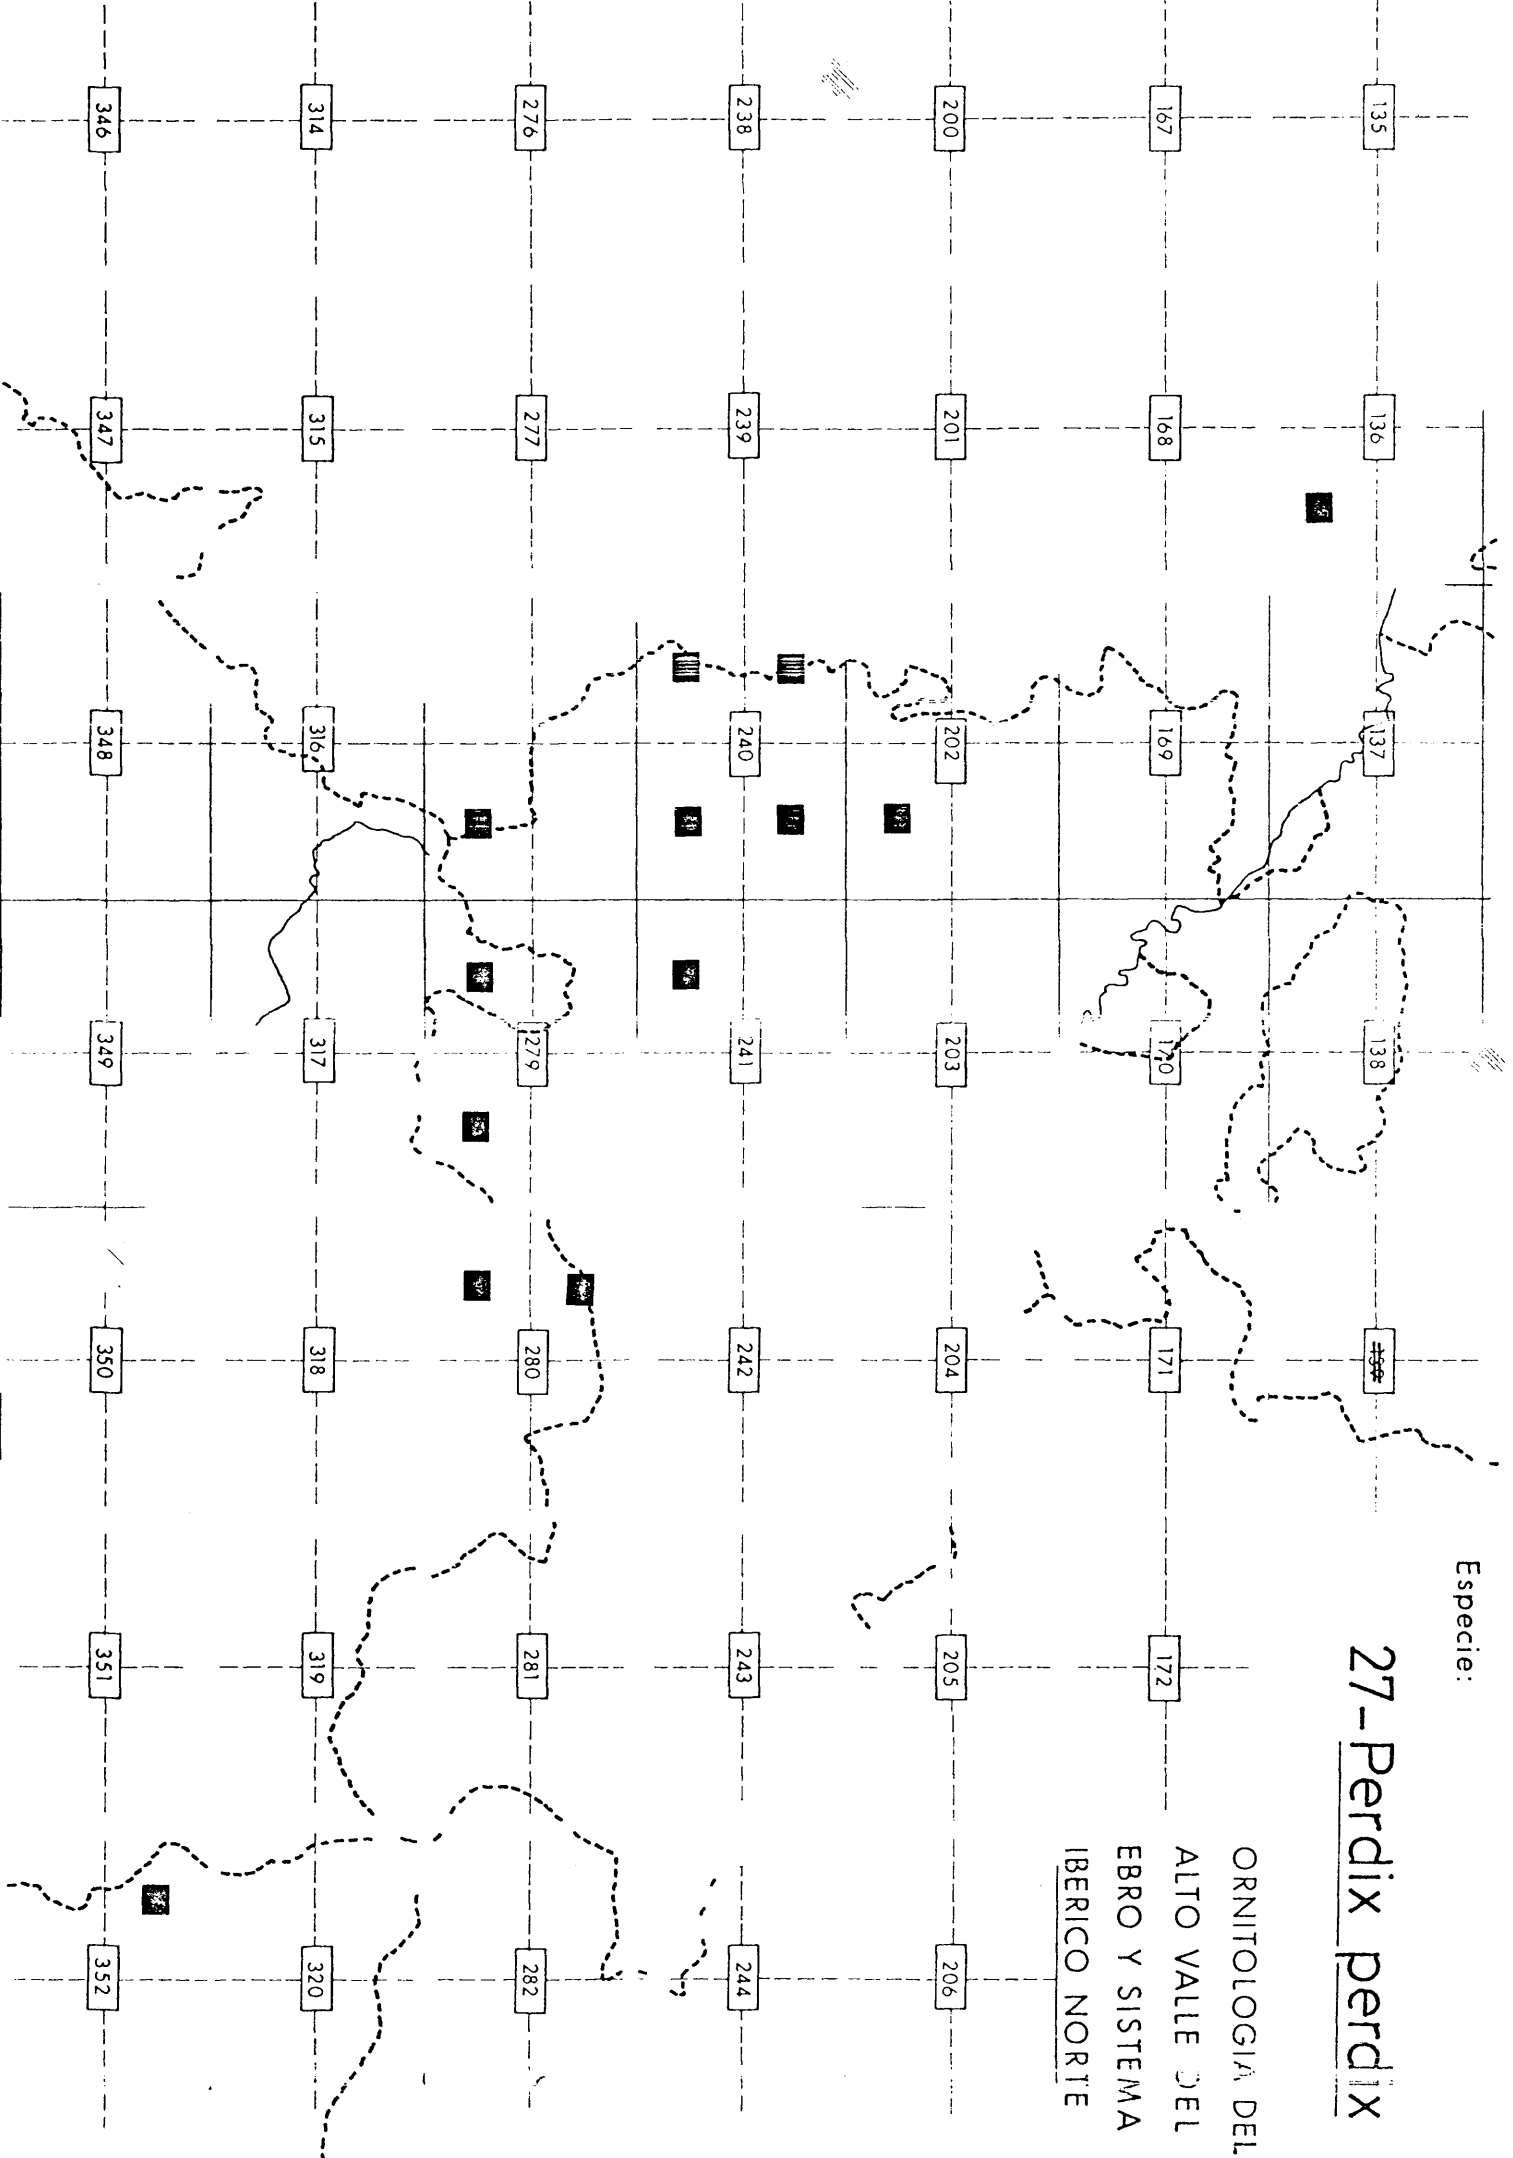 Especie:
27-Perdix perdix
ORNITOLOGIA DEL
ALTO VALLE DEL
EBRO Y SISTEMA
IBERICO NORTE
135 136 137 138
167 168 169 170 171 172
200 201 202 203 204 205 206
238 239 240 241 242 243 244
276 277 279 280 281 282
314 315 316 317 318 319 320
346 347 348 349 350 351 352